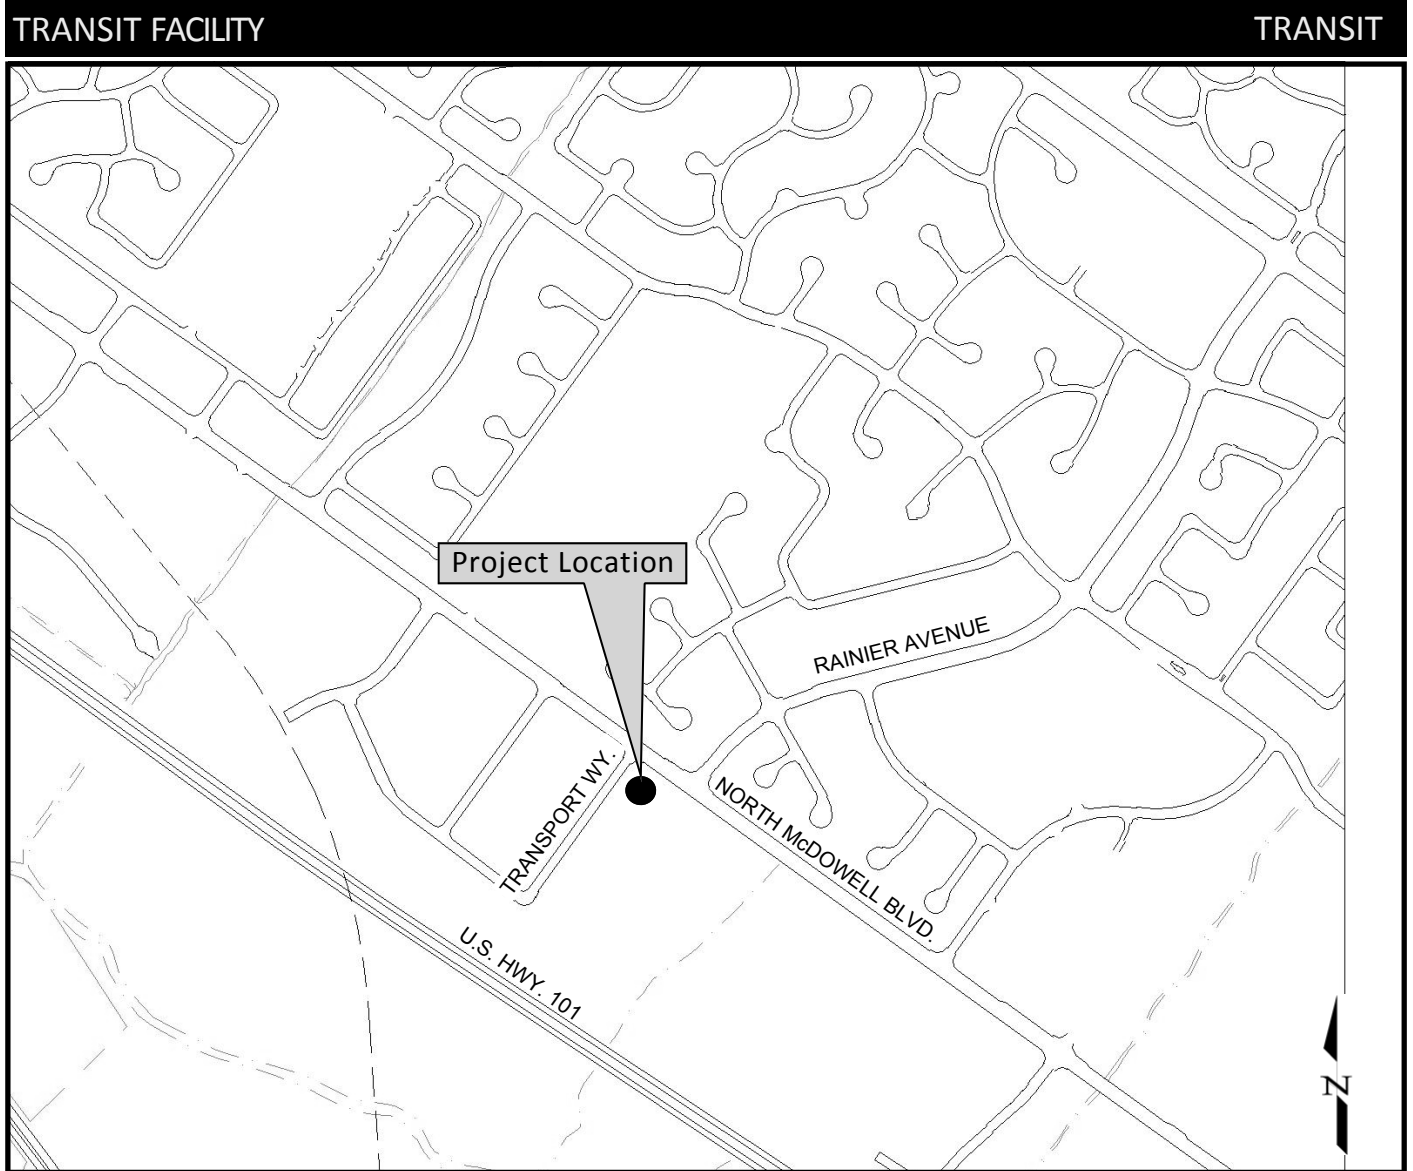 TRANSIT FACILITY
TRANSIT
Project Location
RAINIER AVENUE
TRANSPORT WY.
NORTH McDOWELL BLVD.
U.S. HWY. 101
N